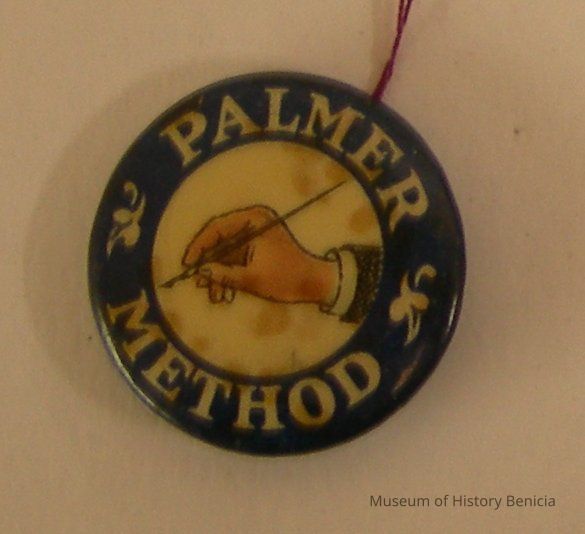 PALMER
METHOD
Museum of History Benicia